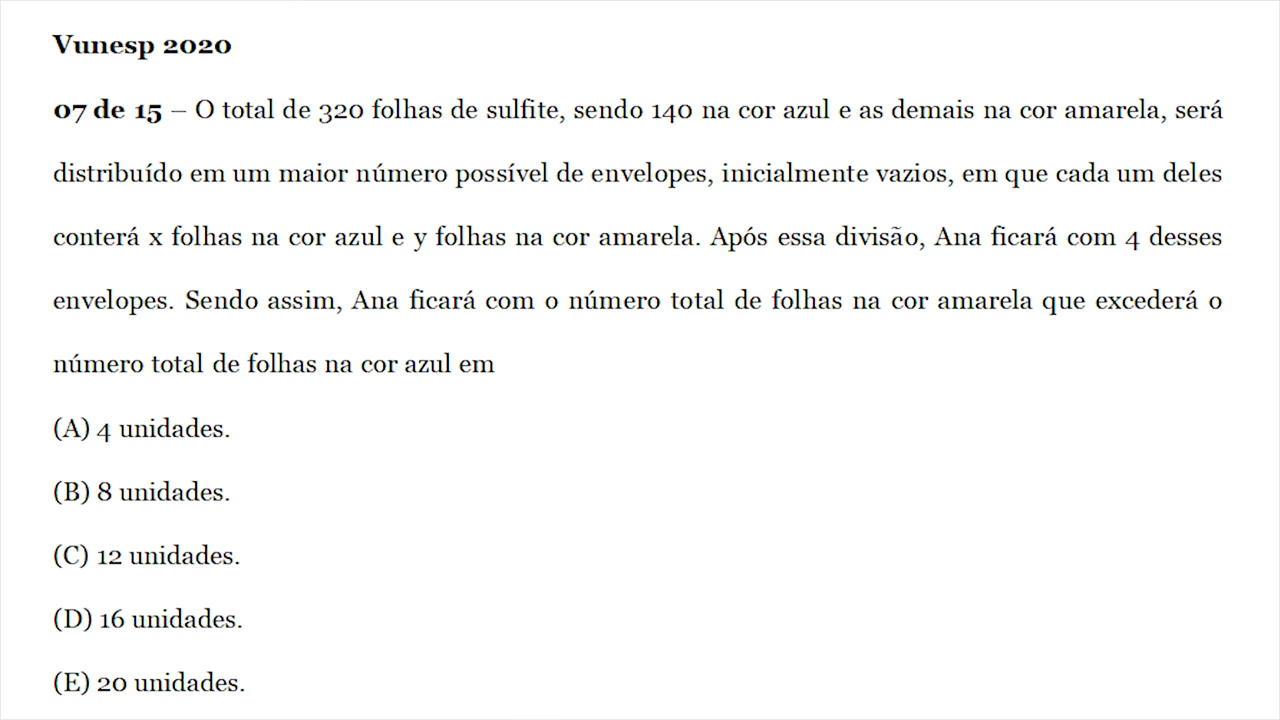 Vunesp 2020
07 de 15 – O total de 320 folhas de sulfite, sendo 140 na cor azul e as demais na cor amarela, será
distribuído em um maior número possível de envelopes, inicialmente vazios, em que cada um deles
conterá x folhas na cor azul e y folhas na cor amarela. Após essa divisão, Ana ficará com 4 desses
envelopes. Sendo assim, Ana ficará com o número total de folhas na cor amarela que excederá o
número total de folhas na cor azul em
(A) 4 unidades.
(B) 8 unidades.
(C) 12 unidades.
(D) 16 unidades.
(E) 20 unidades.